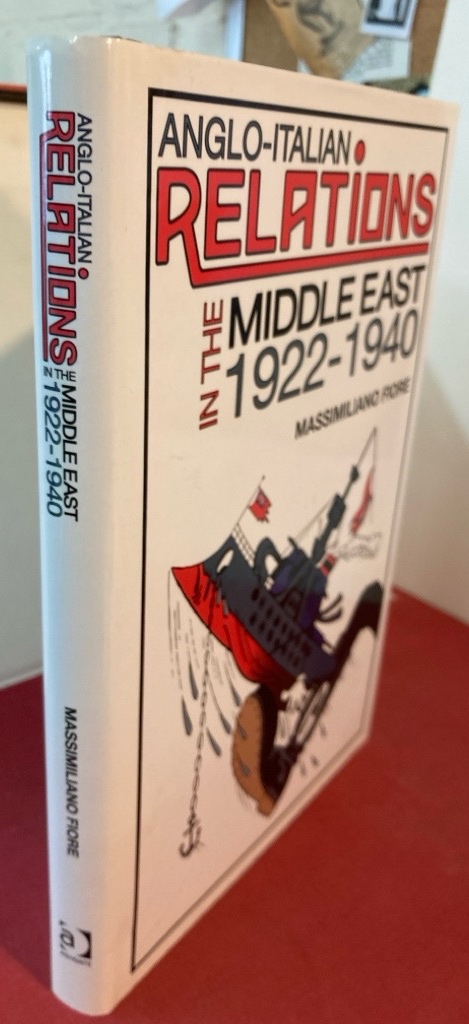 ANGLO-ITALIAN
RELATIONS
IN THE
MIDDLE EAST
1922-1940
MASSIMILIANO FIORE
ANGLO-ITALIAN
RELATIONS
IN THE MIDDLE EAST
1922-1940
MASSIMILIANO FIORE